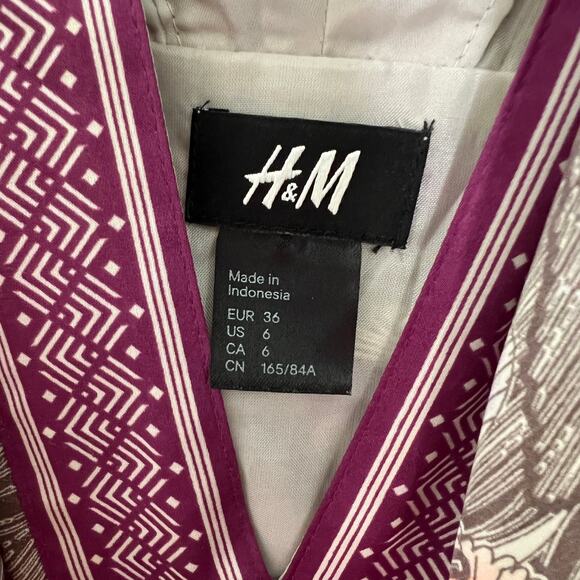 H&M
Made in
Indonesia
EUR 36
US 6
CA 6
CN 165/84A